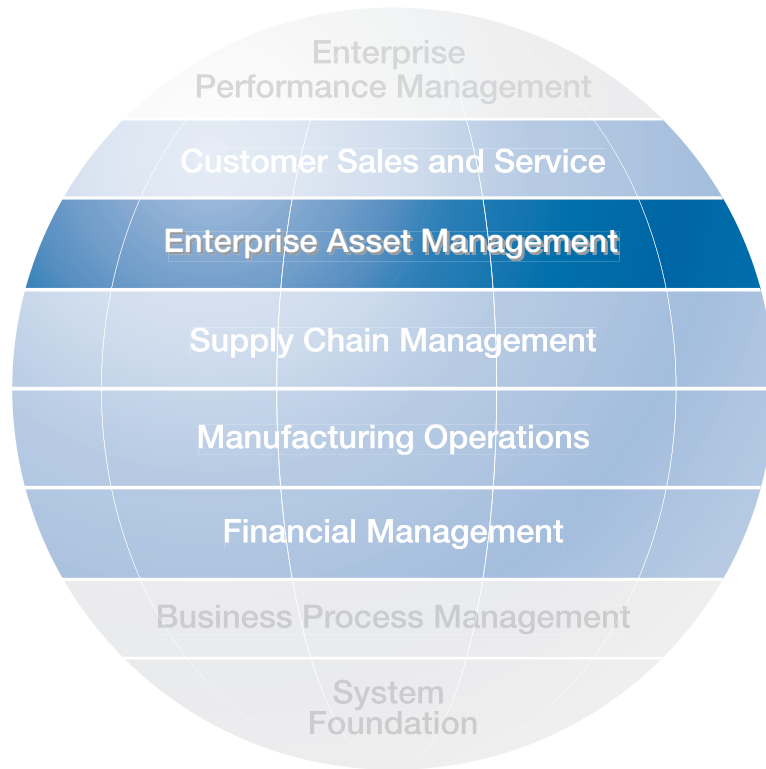 Enterprise
Performance Management
Customer Sales and Service
Enterprise Asset Management
Supply Chain Management
Manufacturing Operations
Financial Management
Business Process Management
System
Foundation